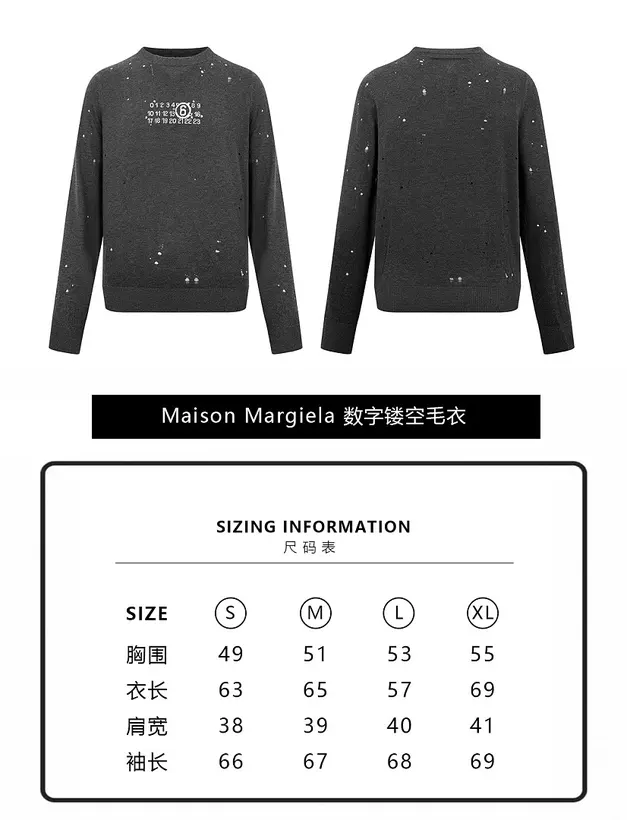 0 1 2 3 4 5 6 8 9
10 11 12 13 16
17 18 19 20 21 22 23
Maison Margiela 数字镂空毛衣
SIZING INFORMATION
尺码表
SIZE S M L XL
胸围 49 51 53 55
衣长 63 65 57 69
肩宽 38 39 40 41
袖长 66 67 68 69